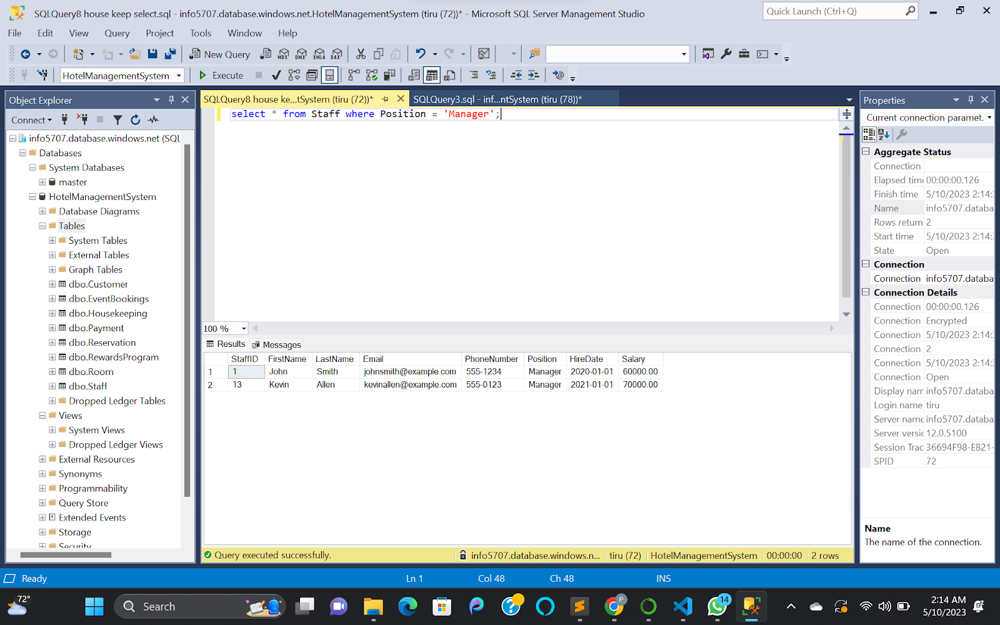 SQLQuery8 house keep select.sql - info5707.database.windows.net.HotelManagementSystem (tiru (72))* - Microsoft SQL Server Management Studio
Quick Launch (Ctrl+Q)
File Edit View Query Project Tools Window Help
New Query MDX DMX XMLA DAX
HotelManagementSystem Execute
Object Explorer
Connect
info5707.database.windows.net (SQL
Databases
System Databases
master
HotelManagementSystem
Database Diagrams
Tables
System Tables
External Tables
Graph Tables
dbo.Customer
dbo.EventBookings
dbo.Housekeeping
dbo.Payment
dbo.Reservation
dbo.RewardsProgram
dbo.Room
dbo.Staff
Dropped Ledger Tables
Views
System Views
Dropped Ledger Views
External Resources
Synonyms
Programmability
Query Store
Extended Events
Storage
Security
SQLQuery8 house ke...tSystem (tiru (72))* SQLQuery3.sql - inf...ntSystem (tiru (78))*
select * from Staff where Position = 'Manager';
100 %
Results Messages
StaffID FirstName LastName Email PhoneNumber Position HireDate Salary
1 1 John Smith johnsmith@example.com 555-1234 Manager 2020-01-01 60000.00
2 13 Kevin Allen kevinallen@example.com 555-0123 Manager 2021-01-01 70000.00
Query executed successfully. info5707.database.windows.n... tiru (72) HotelManagementSystem 00:00:00 2 rows
Properties
Current connection paramet.
Aggregate Status
Connection
Elapsed time 00:00:00.126
Finish time 5/10/2023 2:14:
Name info5707.databa
Rows return 2
Start time 5/10/2023 2:14:
State Open
Connection
Connection info5707.databa
Connection Details
Connection 00:00:00.126
Connection Encrypted
Connection 5/10/2023 2:14:
Connection 2
Connection 5/10/2023 2:14:
Connection Open
Display nam info5707.databa
Login name tiru
Server name info5707.databa
Server versic 12.0.5100
Session Trac 36694F98-EB21-
SPID 72
Name
The name of the connection.
Ready Ln 1 Col 48 Ch 48 INS
72° Search P 14 2:14 AM
5/10/2023